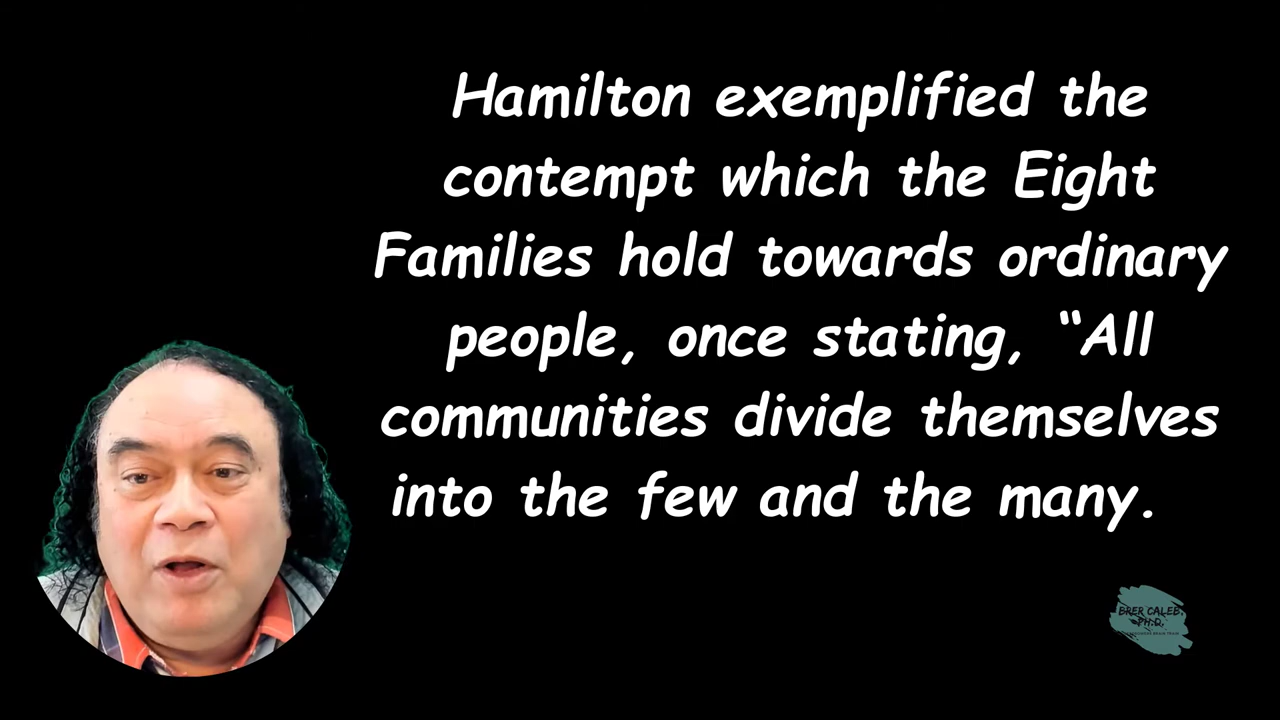 Hamilton exemplified the
contempt which the Eight
Families hold towards ordinary
people, once stating, “All
communities divide themselves
into the few and the many.
BRER CALEB,
PH.D.